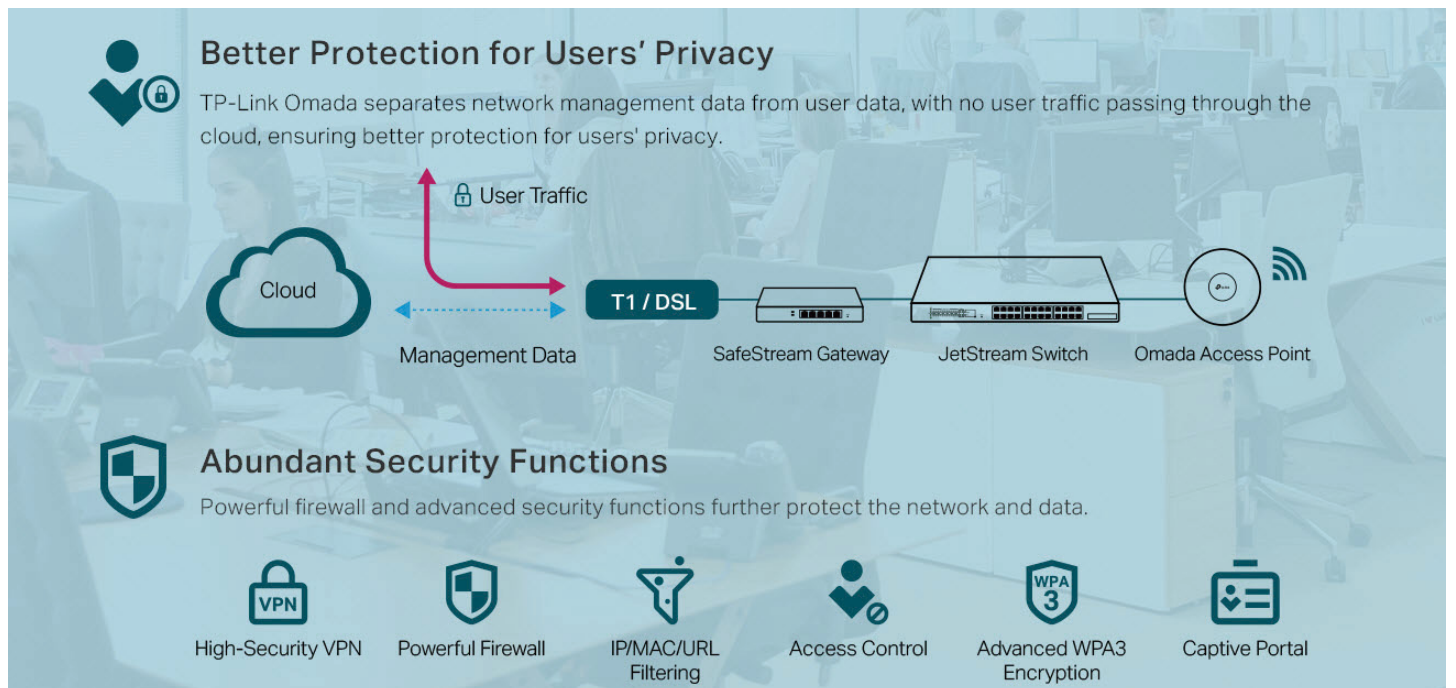 Better Protection for Users' Privacy
TP-Link Omada separates network management data from user data, with no user traffic passing through the
cloud, ensuring better protection for users' privacy.
User Traffic
Cloud
T1 / DSL
Management Data
SafeStream Gateway
JetStream Switch
Omada Access Point
Abundant Security Functions
Powerful firewall and advanced security functions further protect the network and data.
VPN
WPA
3
High-Security VPN
Powerful Firewall
IP/MAC/URL
Filtering
Access Control
Advanced WPA3
Encryption
Captive Portal